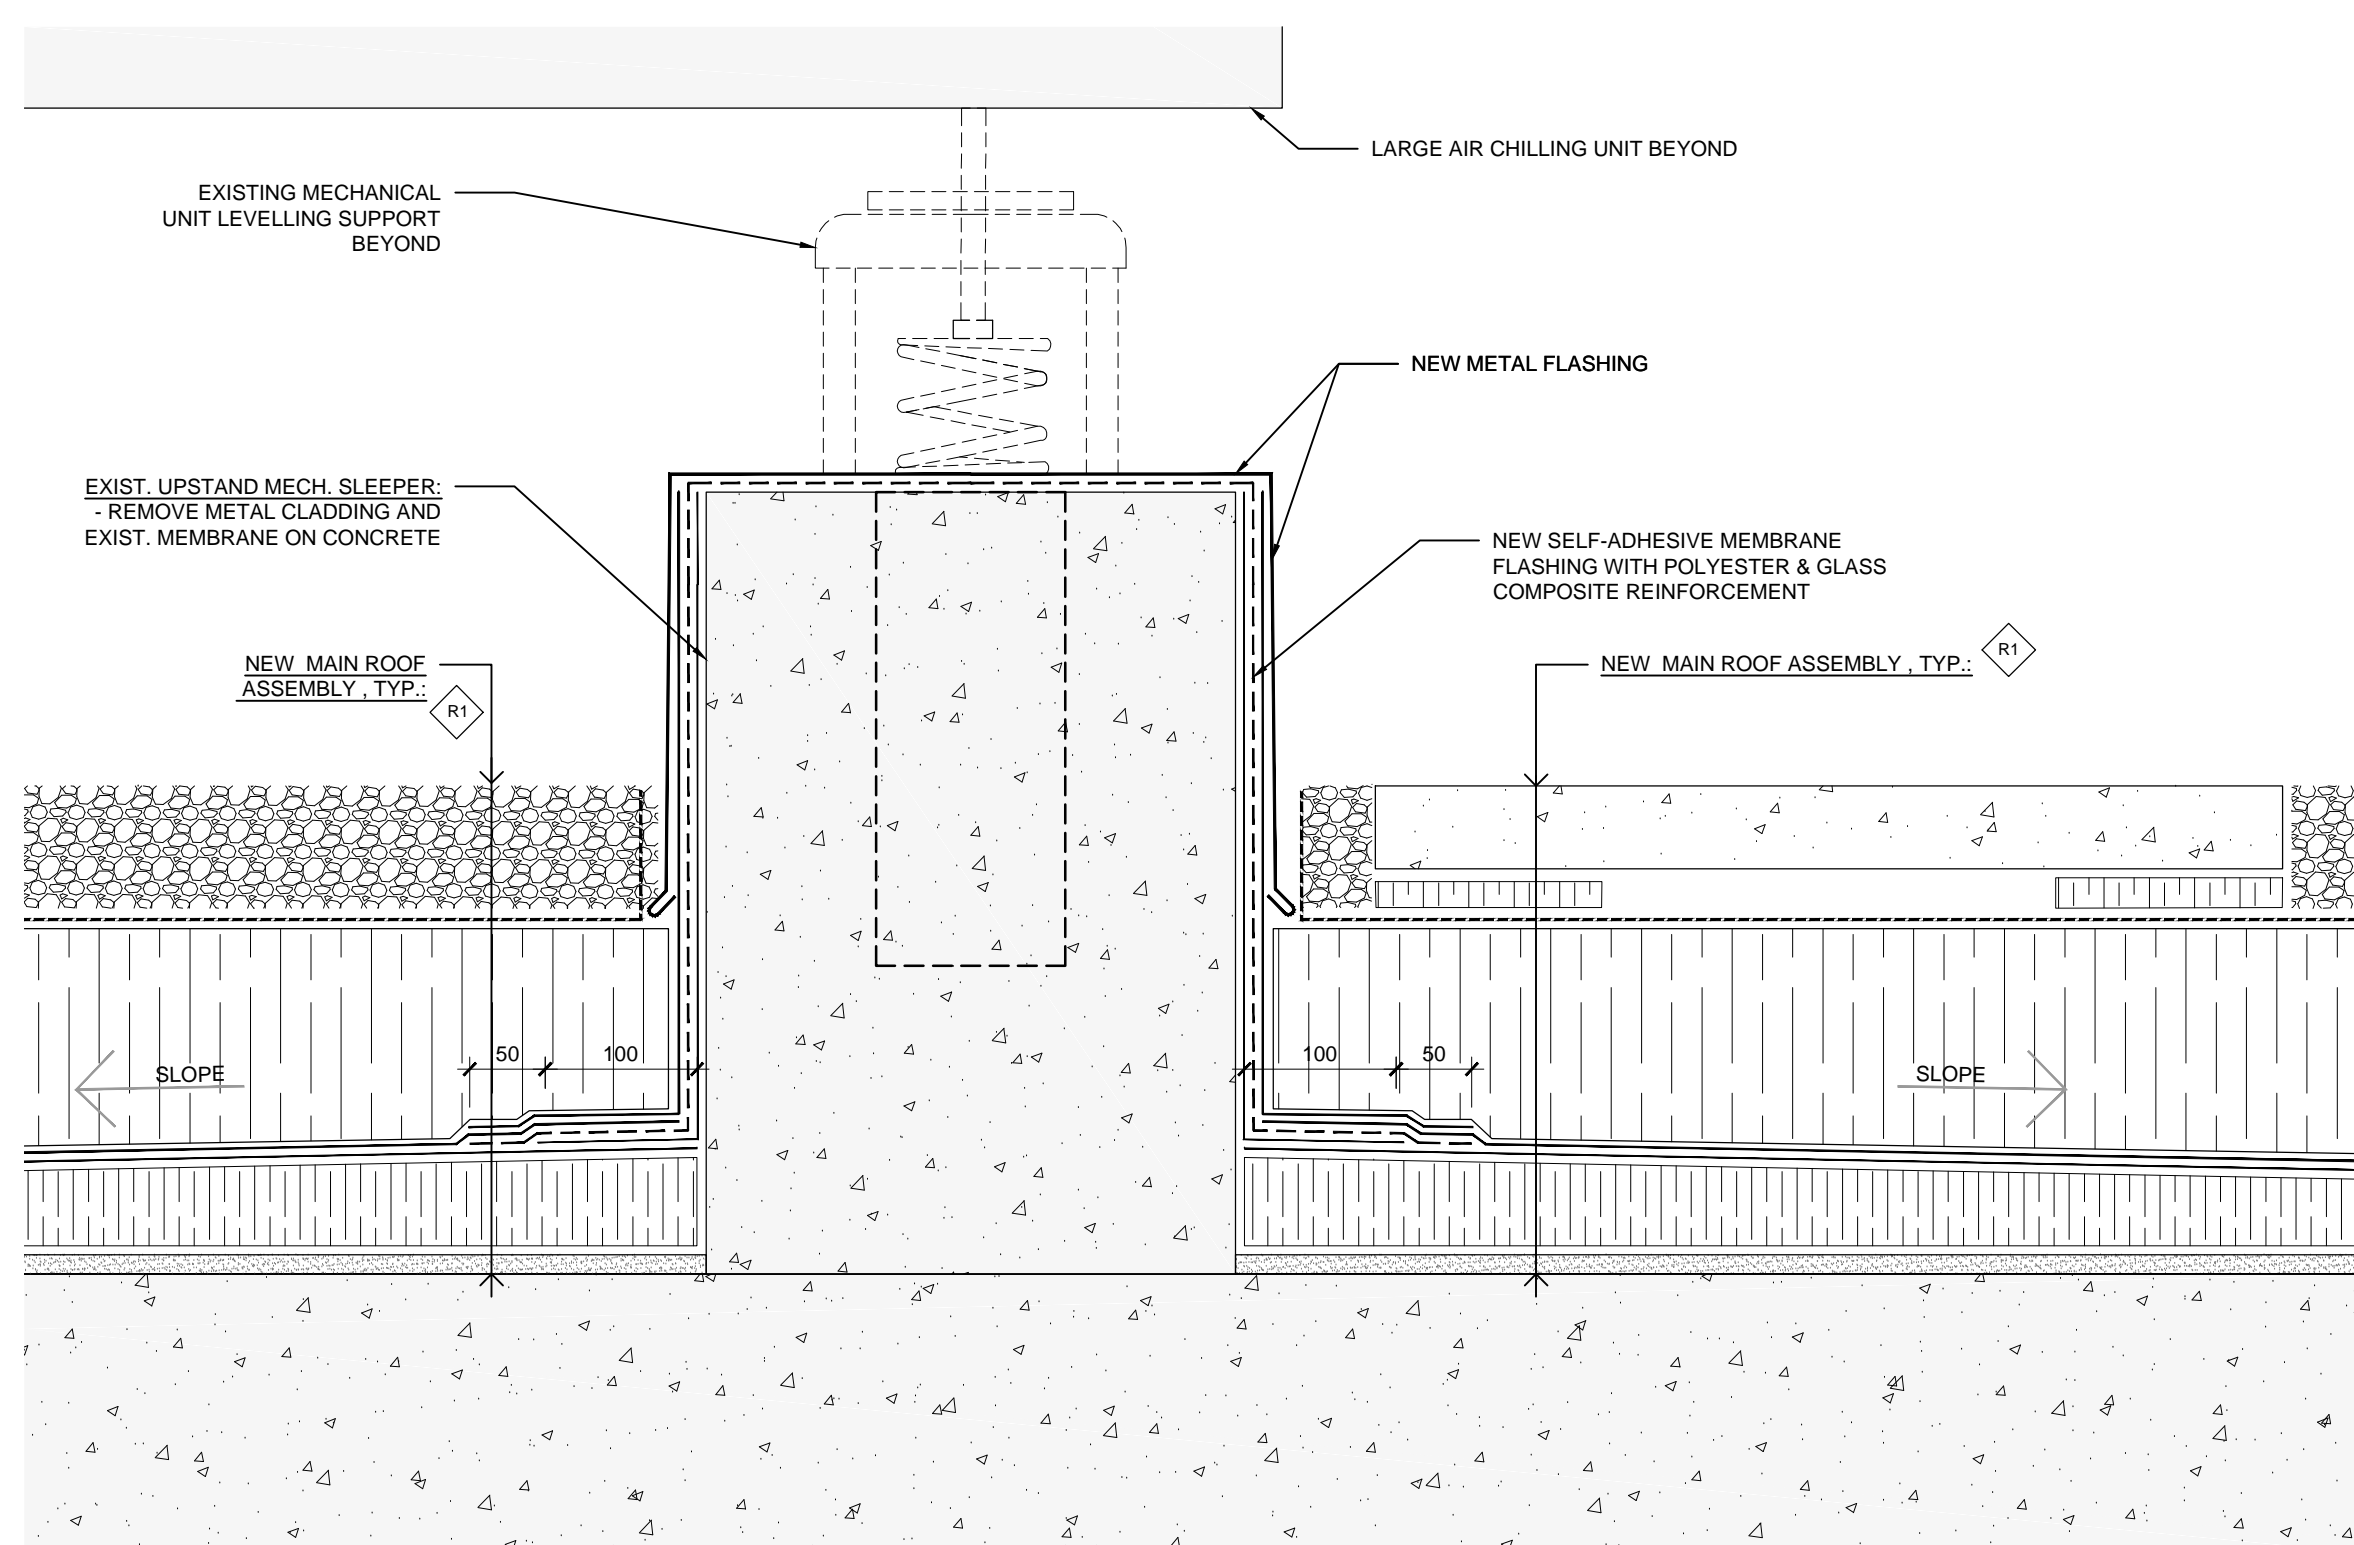 LARGE AIR CHILLING UNIT BEYOND
EXISTING MECHANICAL
UNIT LEVELLING SUPPORT
BEYOND
NEW METAL FLASHING
EXIST. UPSTAND MECH. SLEEPER:
- REMOVE METAL CLADDING AND
EXIST. MEMBRANE ON CONCRETE
NEW SELF-ADHESIVE MEMBRANE
FLASHING WITH POLYESTER & GLASS
COMPOSITE REINFORCEMENT
NEW MAIN ROOF
ASSEMBLY , TYP.:
R1
NEW MAIN ROOF ASSEMBLY , TYP.:
R1
50
100
100
50
SLOPE
SLOPE